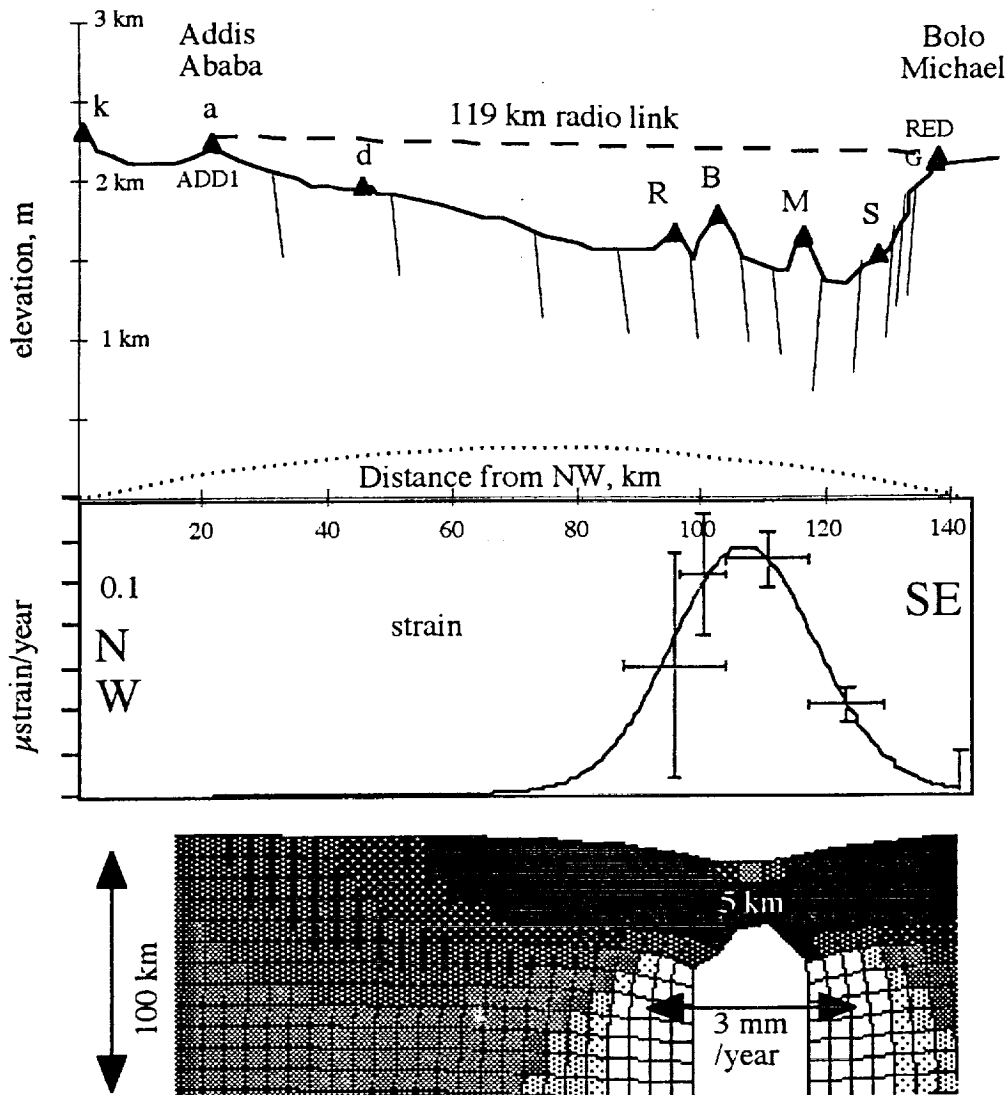 3 km
Addis
Ababa
Bolo
Michael
k
a
119 km radio link
RED
G
ADD1
2 km
d
R
B
M
S
elevation, m
1 km
Distance from NW, km
20
40
60
80
100
120
140
0.1
N
W
strain
SE
µstrain/year
5 km
100 km
3 mm
/year